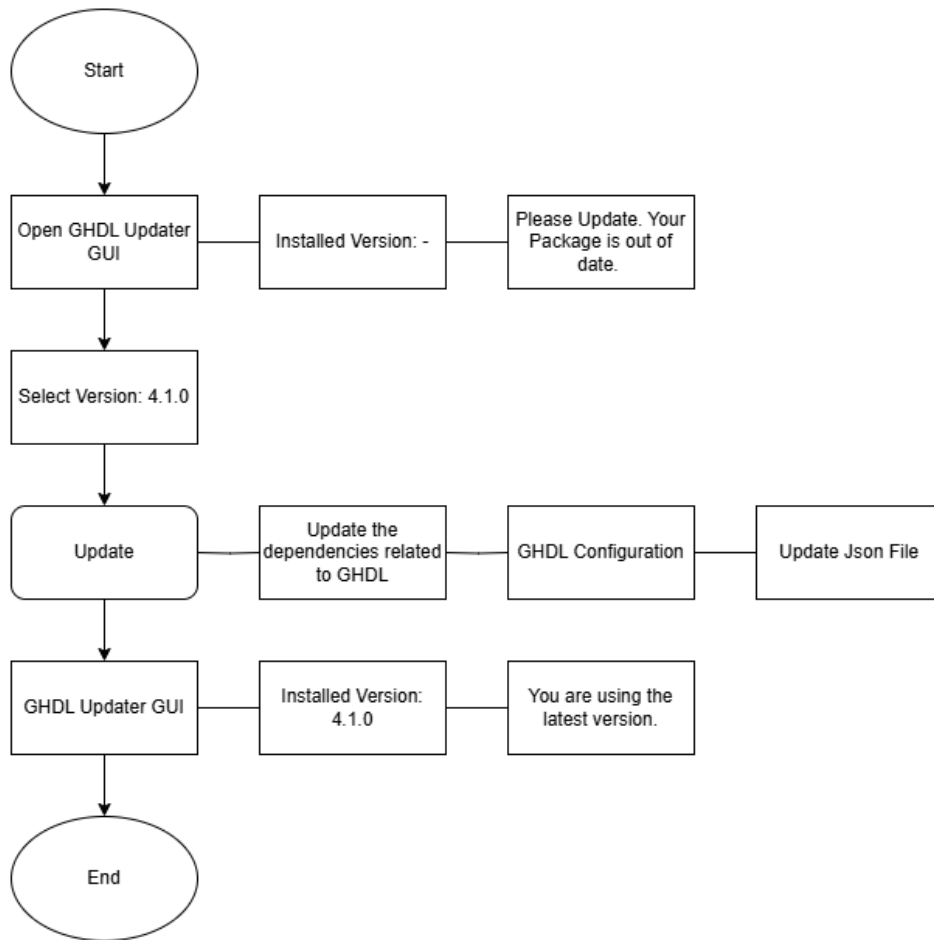 Start
Open GHDL Updater
GUI
Installed Version: -
Please Update. Your
Package is out of
date.
Select Version: 4.1.0
Update
Update the
dependencies related
to GHDL
GHDL Configuration
Update Json File
GHDL Updater GUI
Installed Version:
4.1.0
You are using the
latest version.
End